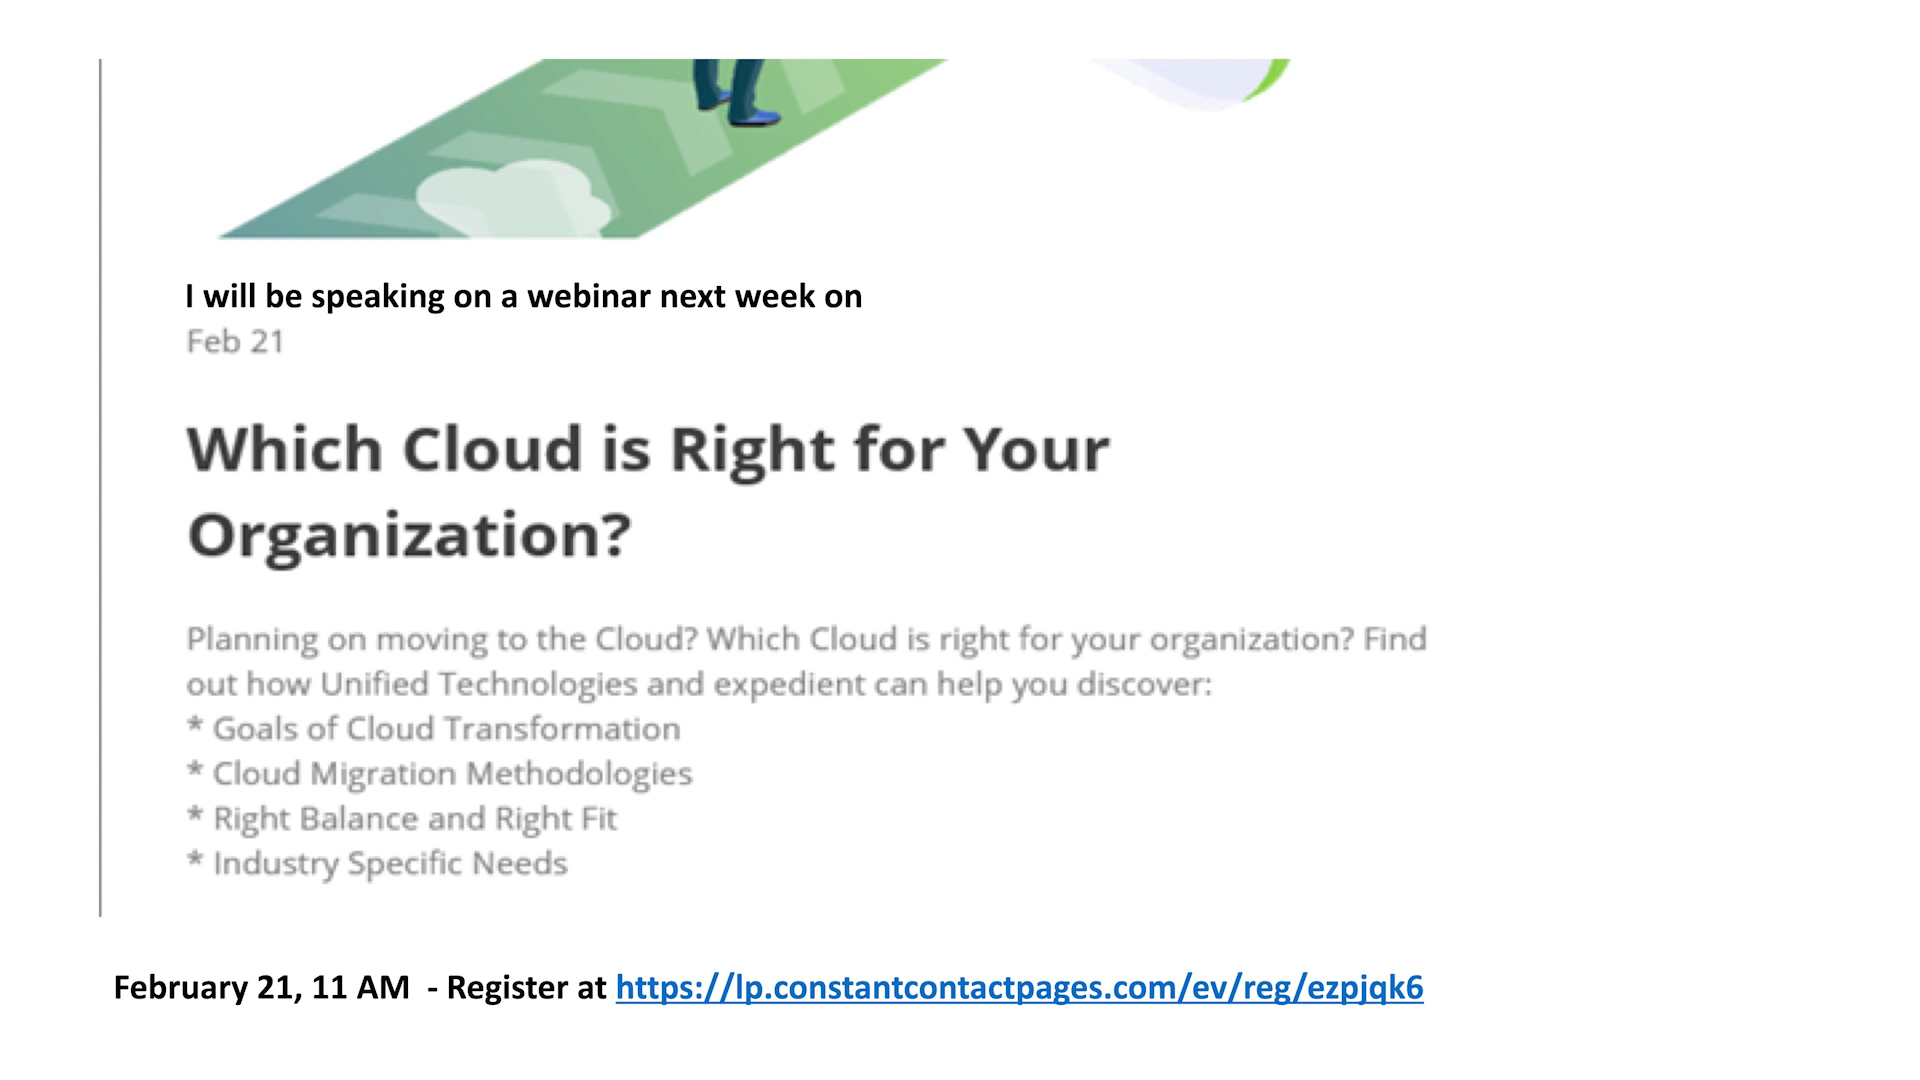 I will be speaking on a webinar next week on
Feb 21
Which Cloud is Right for Your
Organization?
Planning on moving to the Cloud? Which Cloud is right for your organization? Find
out how Unified Technologies and expedient can help you discover:
* Goals of Cloud Transformation
* Cloud Migration Methodologies
* Right Balance and Right Fit
* Industry Specific Needs
February 21, 11 AM  - Register at https://lp.constantcontactpages.com/ev/reg/ezpjqk6